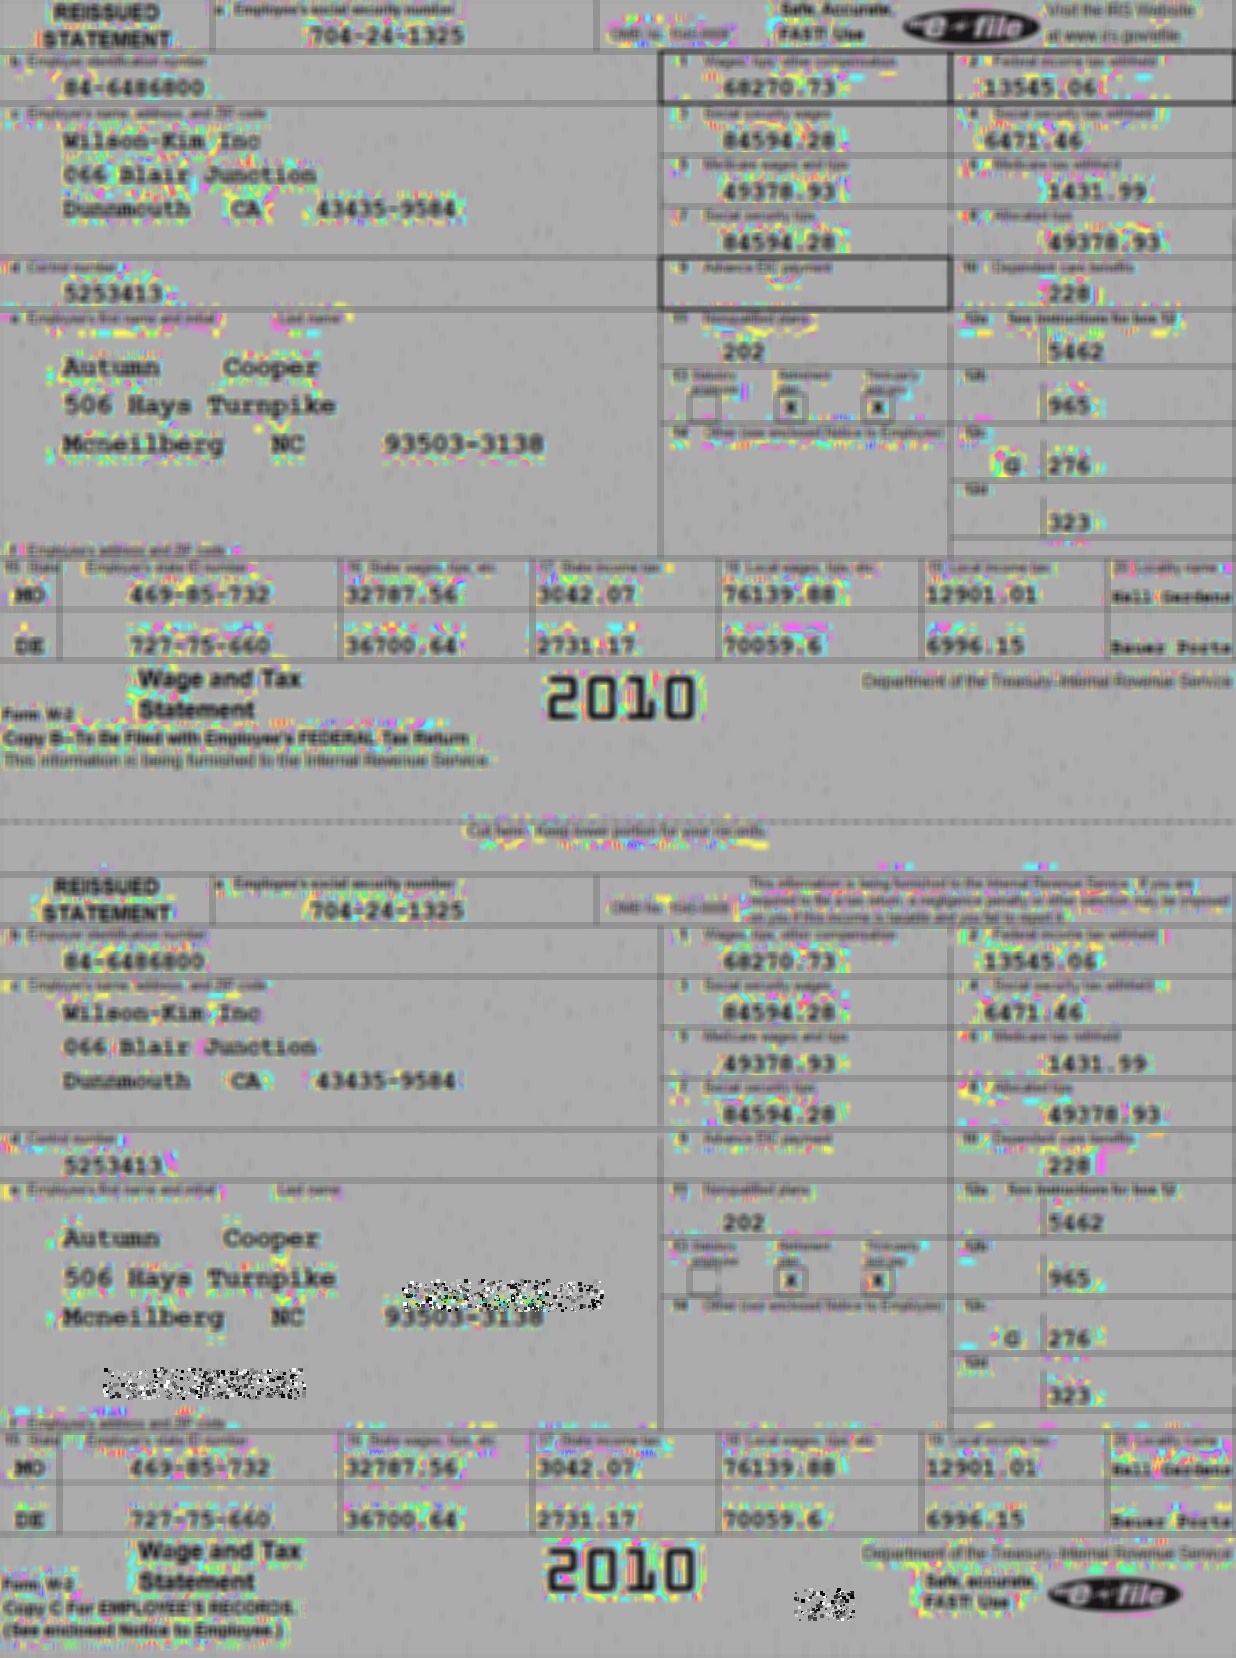 REISSUED STATEMENT
a Employee's social security number
704-24-1325
OMB No. 1545-0008
Safe, Accurate, FAST! Use
e-file
Visit the IRS Website at www.irs.gov/efile.
b Employer identification number
84-6486800
1 Wages, tips, other compensation
68270.73
2 Federal income tax withheld
13545.06
c Employer's name, address, and ZIP code
Wilson-Kim Inc
066 Blair Junction
Dunnmouth CA 43435-9584
3 Social security wages
84594.28
4 Social security tax withheld
6471.46
5 Medicare wages and tips
49378.93
6 Medicare tax withheld
1431.99
7 Social security tips
84594.28
8 Allocated tips
49378.93
d Control number
5253413
9 Advance EIC payment
10 Dependent care benefits
228
e Employee's first name and initial Last name
Autumn Cooper
506 Hays Turnpike
Mcneilberg NC 93503-3138
11 Nonqualified plans
202
12a See instructions for box 12
5462
13 Statutory employee
Retirement plan X
Third-party sick pay X
12b
965
14 Other (see enclosed Notice to Employee)
12c
G 276
12d
323
f Employee's address and ZIP code
15 State Employer's state ID number 16 State wages, tips, etc. 17 State income tax 18 Local wages, tips, etc. 19 Local income tax 20 Locality name
MO 469-85-732 32787.56 3042.07 76139.88 12901.01 Hall Gardens
DE 727-75-660 36700.64 2731.17 70059.6 6996.15 Bauer Ports
Form W-2 Wage and Tax Statement
2010
Department of the Treasury-Internal Revenue Service
Copy B-To Be Filed with Employee's FEDERAL Tax Return
This information is being furnished to the Internal Revenue Service.
Cut here. Keep lower portion for your records.
REISSUED STATEMENT
a Employee's social security number
704-24-1325
OMB No. 1545-0008
This information is being furnished to the Internal Revenue Service. If you are
required to file a tax return, a negligence penalty or other sanction may be imposed
on you if this income is taxable and you fail to report it.
b Employer identification number
84-6486800
1 Wages, tips, other compensation
68270.73
2 Federal income tax withheld
13545.06
c Employer's name, address, and ZIP code
Wilson-Kim Inc
066 Blair Junction
Dunnmouth CA 43435-9584
3 Social security wages
84594.28
4 Social security tax withheld
6471.46
5 Medicare wages and tips
49378.93
6 Medicare tax withheld
1431.99
7 Social security tips
84594.28
8 Allocated tips
49378.93
d Control number
5253413
9 Advance EIC payment
10 Dependent care benefits
228
e Employee's first name and initial Last name
Autumn Cooper
506 Hays Turnpike
Mcneilberg NC 93503-3138
11 Nonqualified plans
202
12a See instructions for box 12
5462
13 Statutory employee
Retirement plan X
Third-party sick pay X
12b
965
14 Other (see enclosed Notice to Employee)
12c
G 276
12d
323
f Employee's address and ZIP code
15 State Employer's state ID number 16 State wages, tips, etc. 17 State income tax 18 Local wages, tips, etc. 19 Local income tax 20 Locality name
MO 469-85-732 32787.56 3042.07 76139.88 12901.01 Hall Gardens
DE 727-75-660 36700.64 2731.17 70059.6 6996.15 Bauer Ports
Form W-2 Wage and Tax Statement
2010
Department of the Treasury-Internal Revenue Service
Copy C For EMPLOYEE'S RECORDS.
(See enclosed Notice to Employee.)
Safe, accurate, FAST! Use
e-file